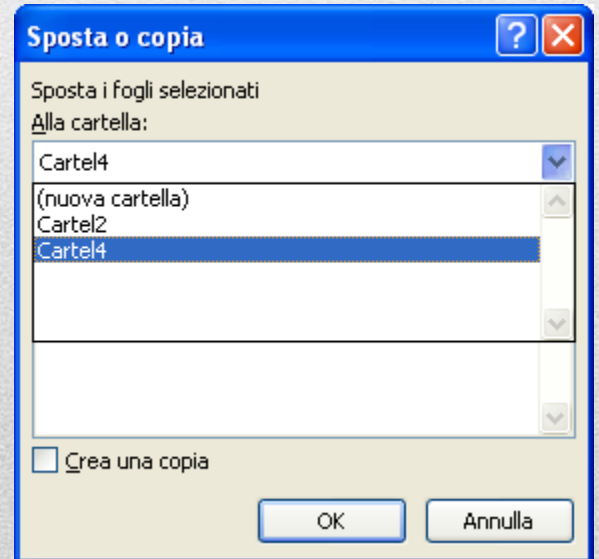 Sposta o copia
Sposta i fogli selezionati
Alla cartella:
Cartel4
(nuova cartella)
Cartel2
Cartel4
Crea una copia
OK
Annulla